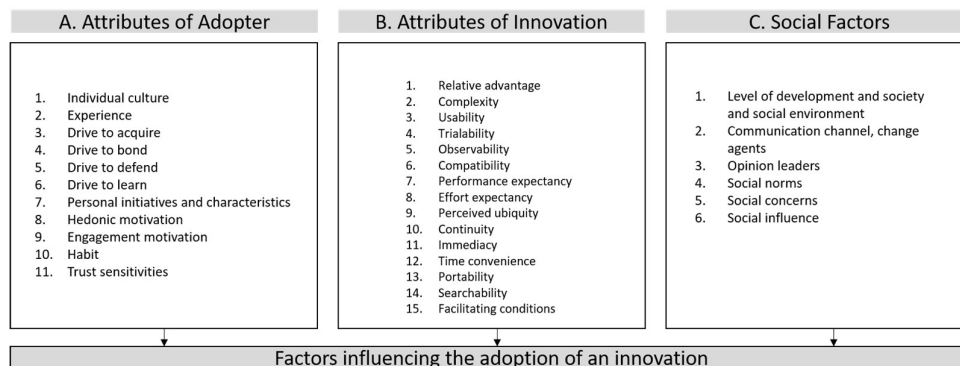 A. Attributes of Adopter
1. Individual culture
2. Experience
3. Drive to acquire
4. Drive to bond
5. Drive to defend
6. Drive to learn
7. Personal initiatives and characteristics
8. Hedonic motivation
9. Engagement motivation
10. Habit
11. Trust sensitivities
B. Attributes of Innovation
1. Relative advantage
2. Complexity
3. Usability
4. Trialability
5. Observability
6. Compatibility
7. Performance expectancy
8. Effort expectancy
9. Perceived ubiquity
10. Continuity
11. Immediacy
12. Time convenience
13. Portability
14. Searchability
15. Facilitating conditions
C. Social Factors
1. Level of development and society
and social environment
2. Communication channel, change
agents
3. Opinion leaders
4. Social norms
5. Social concerns
6. Social influence
Factors influencing the adoption of an innovation